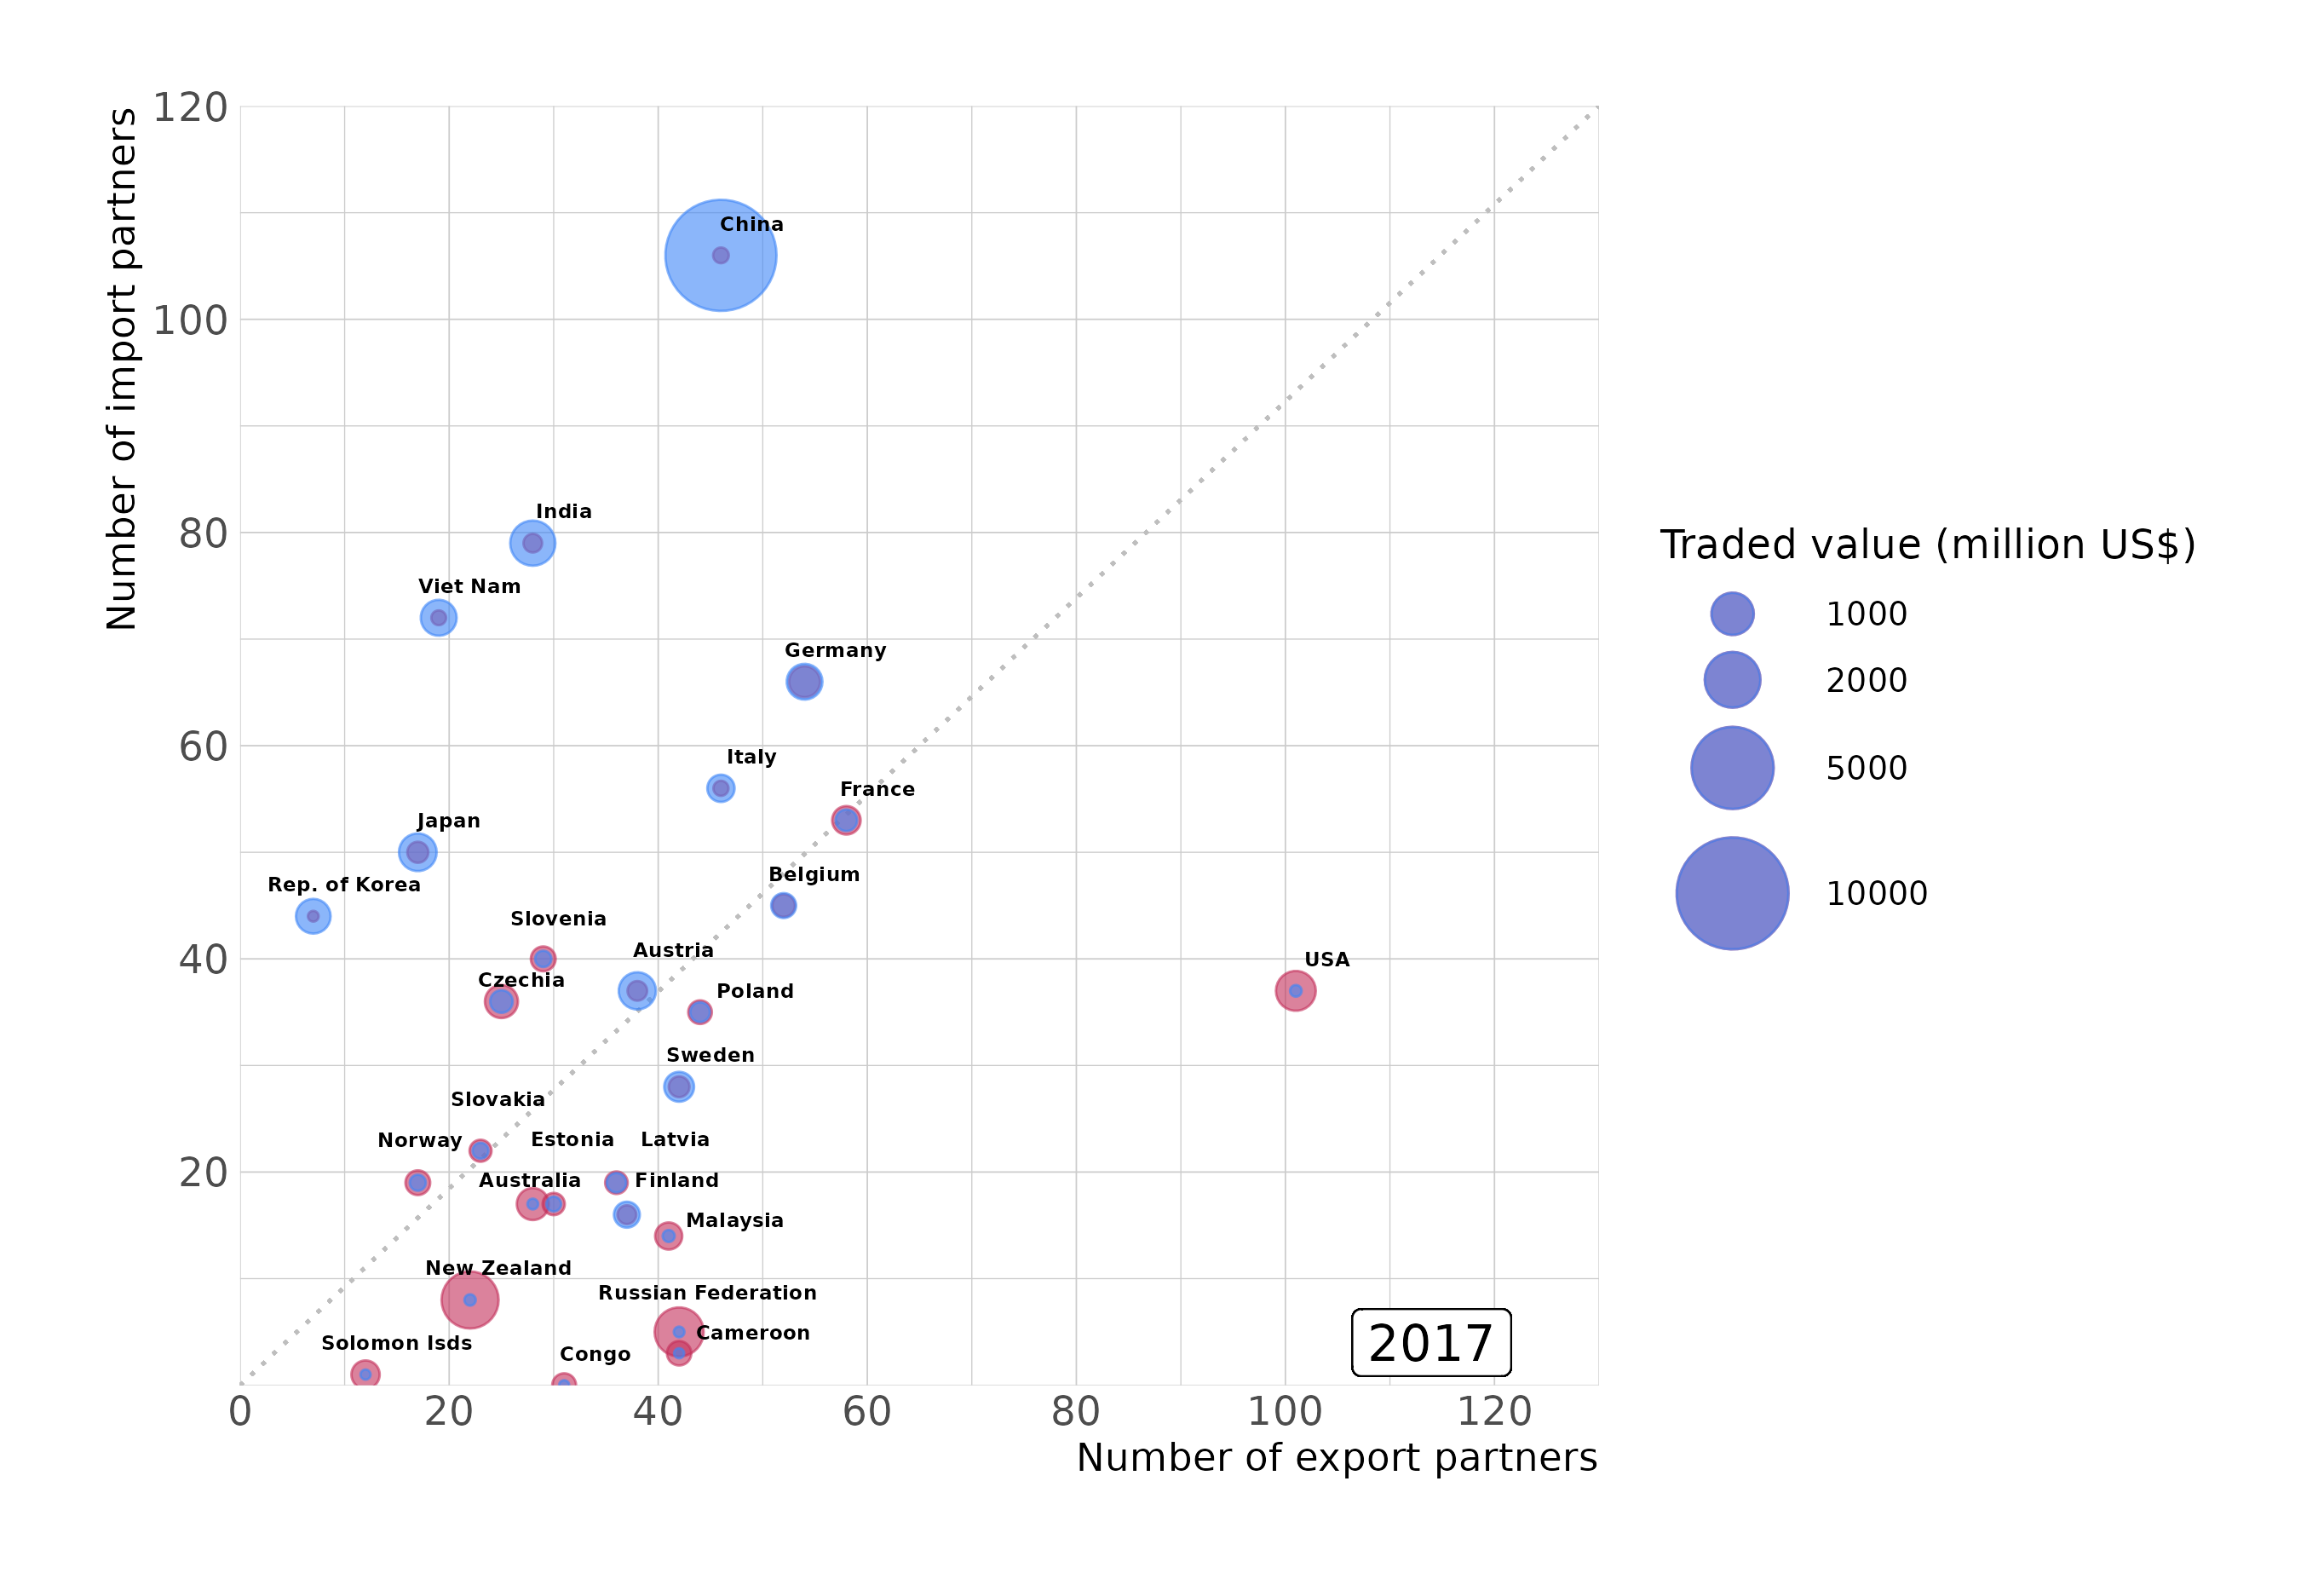 Number of import partners
120
100
80
60
40
20
China
India
Viet Nam
Germany
Italy
France
Japan
Belgium
Rep. of Korea
Slovenia
Austria
USA
Czechia
Poland
Sweden
Slovakia
Norway
Estonia
Latvia
Australia
Finland
Malaysia
New Zealand
Russian Federation
Cameroon
Solomon Isds
Congo
2017
0
20
40
60
80
100
120
Number of export partners
Traded value (million US$)
1000
2000
5000
10000